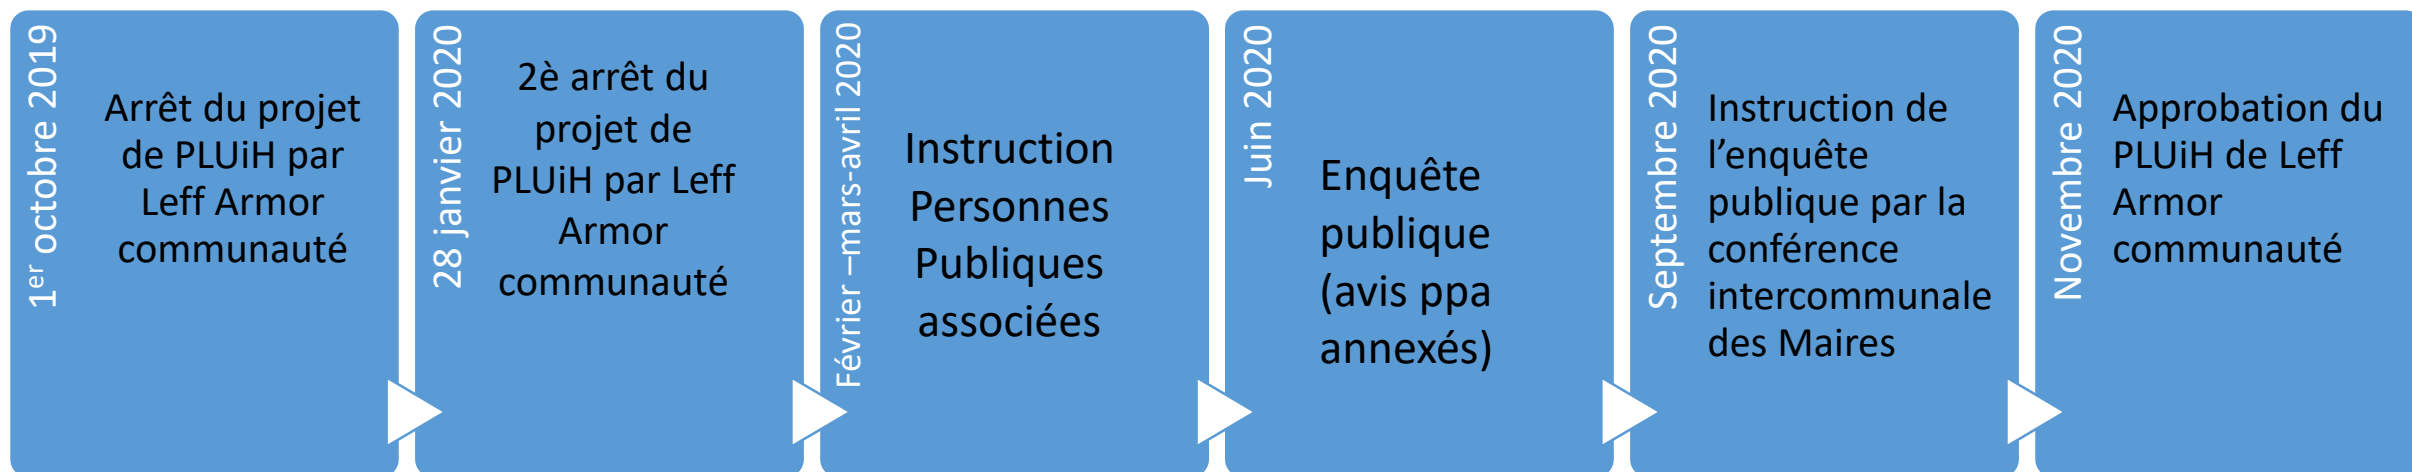 1er octobre 2019
Arrêt du projet
de PLUiH par
Leff Armor
communauté
28 janvier 2020
2è arrêt du
projet de
PLUiH par Leff
Armor
communauté
Février –mars-avril 2020
Instruction
Personnes
Publiques
associées
Juin 2020
Enquête
publique
(avis ppa
annexés)
Septembre 2020
Instruction de
l’enquête
publique par la
conférence
intercommunale
des Maires
Novembre 2020
Approbation du
PLUiH de Leff
Armor
communauté